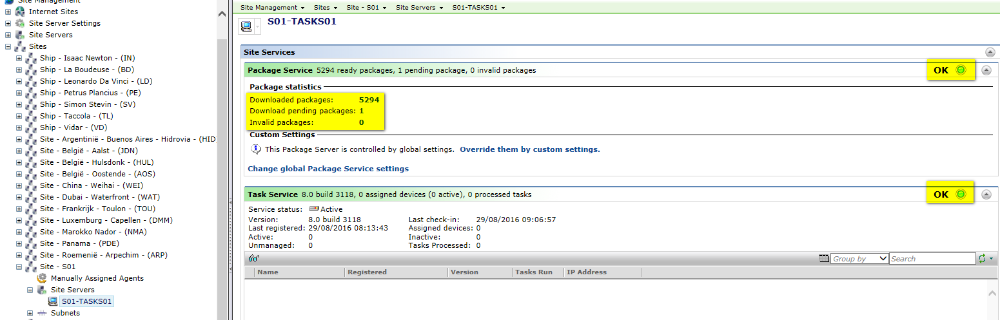 Site Management
Internet Sites
Site Server Settings
Site Servers
Sites
Ship - Isaac Newton - (IN)
Ship - La Boudeuse - (BD)
Ship - Leonardo Da Vinci - (LD)
Ship - Petrus Plancius - (PE)
Ship - Simon Stevin - (SV)
Ship - Taccola - (TL)
Ship - Vidar - (VD)
Site - Argentinië - Buenos Aires - Hidrovia - (HID
Site - België - Aalst - (JDN)
Site - België - Hulsdonk - (HUL)
Site - België - Oostende - (AOS)
Site - China - Weihai - (WEI)
Site - Dubai - Waterfront - (WAT)
Site - Frankrijk - Toulon - (TOU)
Site - Luxemburg - Capellen - (DMM)
Site - Marokko Nador - (NMA)
Site - Panama - (PDE)
Site - Roemenië - Arpechim - (ARP)
Site - S01
Manually Assigned Agents
Site Servers
S01-TASKS01
Subnets
Site Management Sites Site - S01 Site Servers S01-TASKS01
S01-TASKS01
Site Services
Package Service 5294 ready packages, 1 pending package, 0 invalid packages OK
Package statistics
Downloaded packages: 5294
Download pending packages: 1
Invalid packages: 0
Custom Settings
This Package Server is controlled by global settings. Override them by custom settings.
Change global Package Service settings
Task Service 8.0 build 3118, 0 assigned devices (0 active), 0 processed tasks OK
Service status: Active
Version: 8.0 build 3118 Last check-in: 29/08/2016 09:06:57
Last registered: 29/08/2016 08:13:43 Assigned devices: 0
Active: 0 Inactive: 0
Unmanaged: 0 Tasks Processed: 0
Group by Search
Name Registered Version Tasks Run IP Address